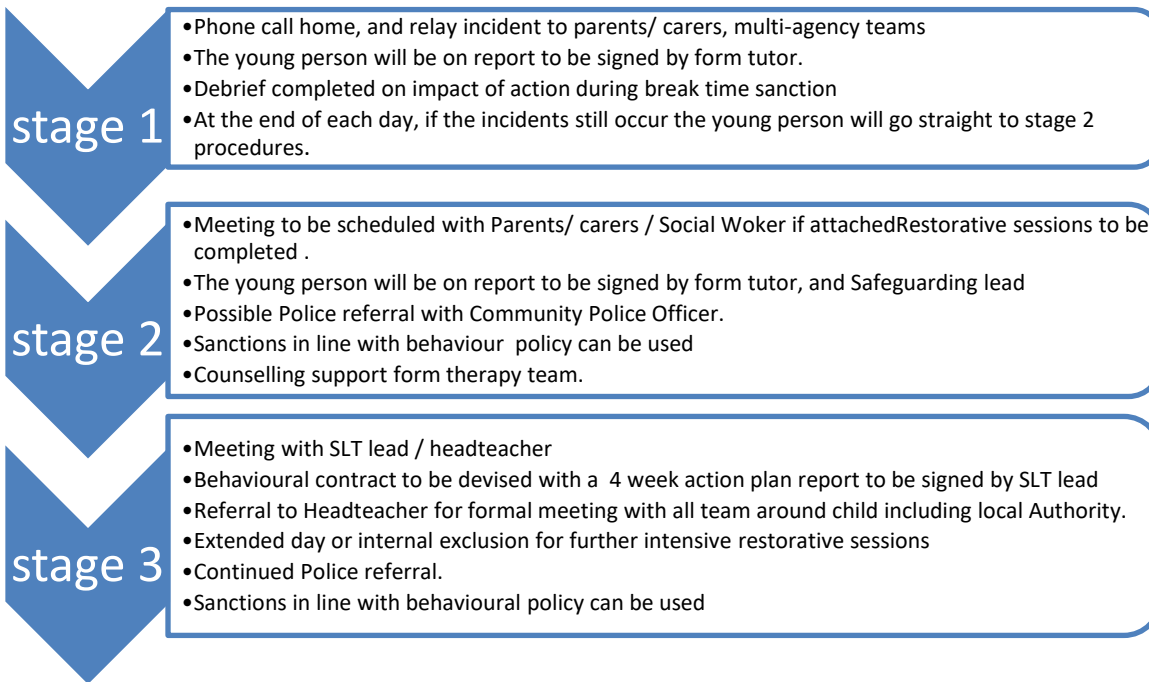 stage 1
•Phone call home, and relay incident to parents/ carers, multi-agency teams
•The young person will be on report to be signed by form tutor.
•Debrief completed on impact of action during break time sanction
•At the end of each day, if the incidents still occur the young person will go straight to stage 2
procedures.
stage 2
•Meeting to be scheduled with Parents/ carers / Social Woker if attachedRestorative sessions to be
completed .
•The young person will be on report to be signed by form tutor, and Safeguarding lead
•Possible Police referral with Community Police Officer.
•Sanctions in line with behaviour  policy can be used
•Counselling support form therapy team.
stage 3
•Meeting with SLT lead / headteacher
•Behavioural contract to be devised with a  4 week action plan report to be signed by SLT lead
•Referral to Headteacher for formal meeting with all team around child including local Authority.
•Extended day or internal exclusion for further intensive restorative sessions
•Continued Police referral.
•Sanctions in line with behavioural policy can be used